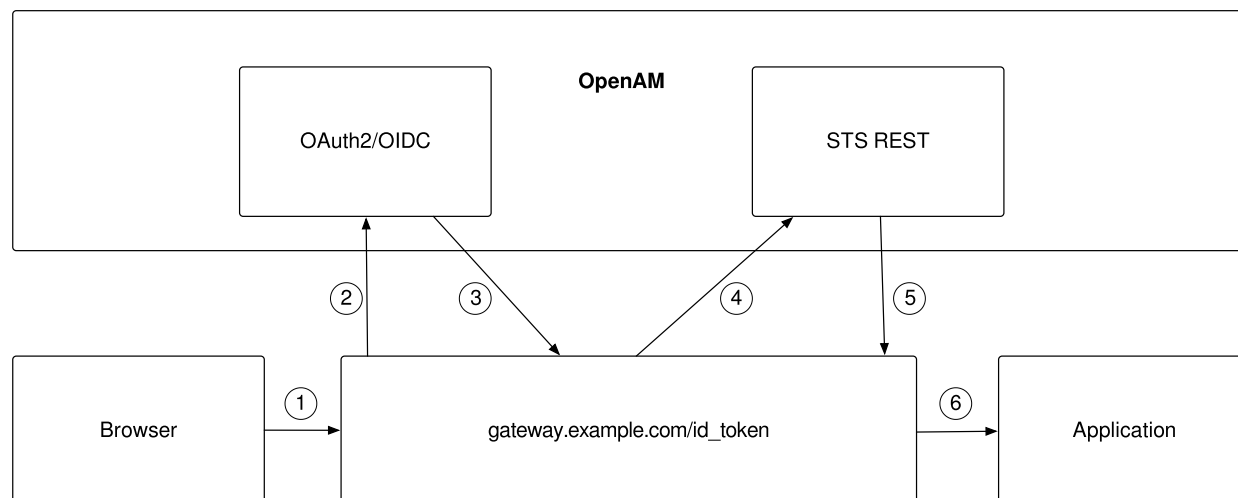 OpenAM
OAuth2/OIDC
STS REST
2
3
4
5
1
6
Browser
gateway.example.com/id_token
Application